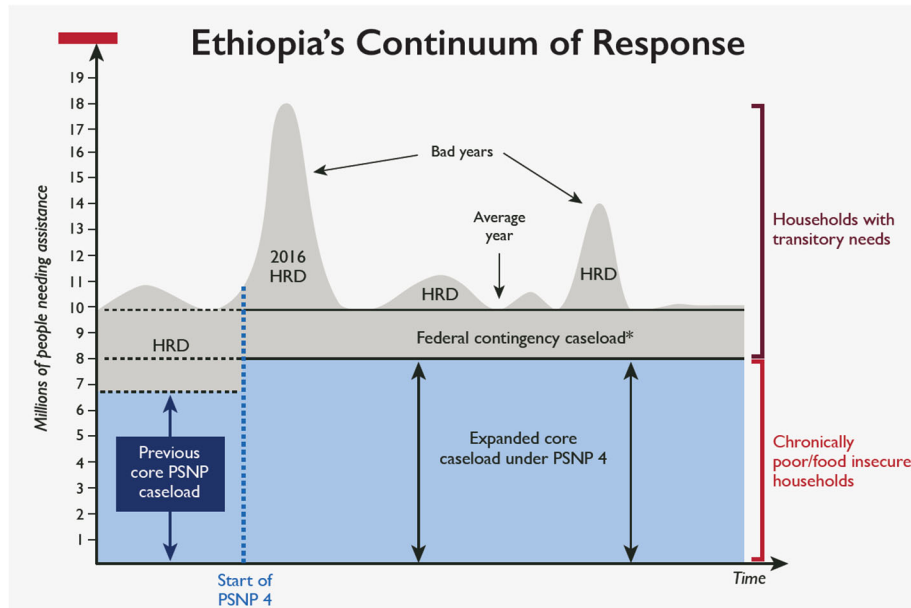 Ethiopia's Continuum of Response
Millions of people needing assistance
19
18
17
16
15
14
13
12
11
10
9
8
7
6
5
4
3
2
1
Bad years
Average
year
2016
HRD
HRD
HRD
HRD
Federal contingency caseload*
Previous
core PSNP
caseload
Expanded core
caseload under PSNP 4
Households with
transitory needs
Chronically
poor/food insecure
households
Start of
PSNP 4
Time